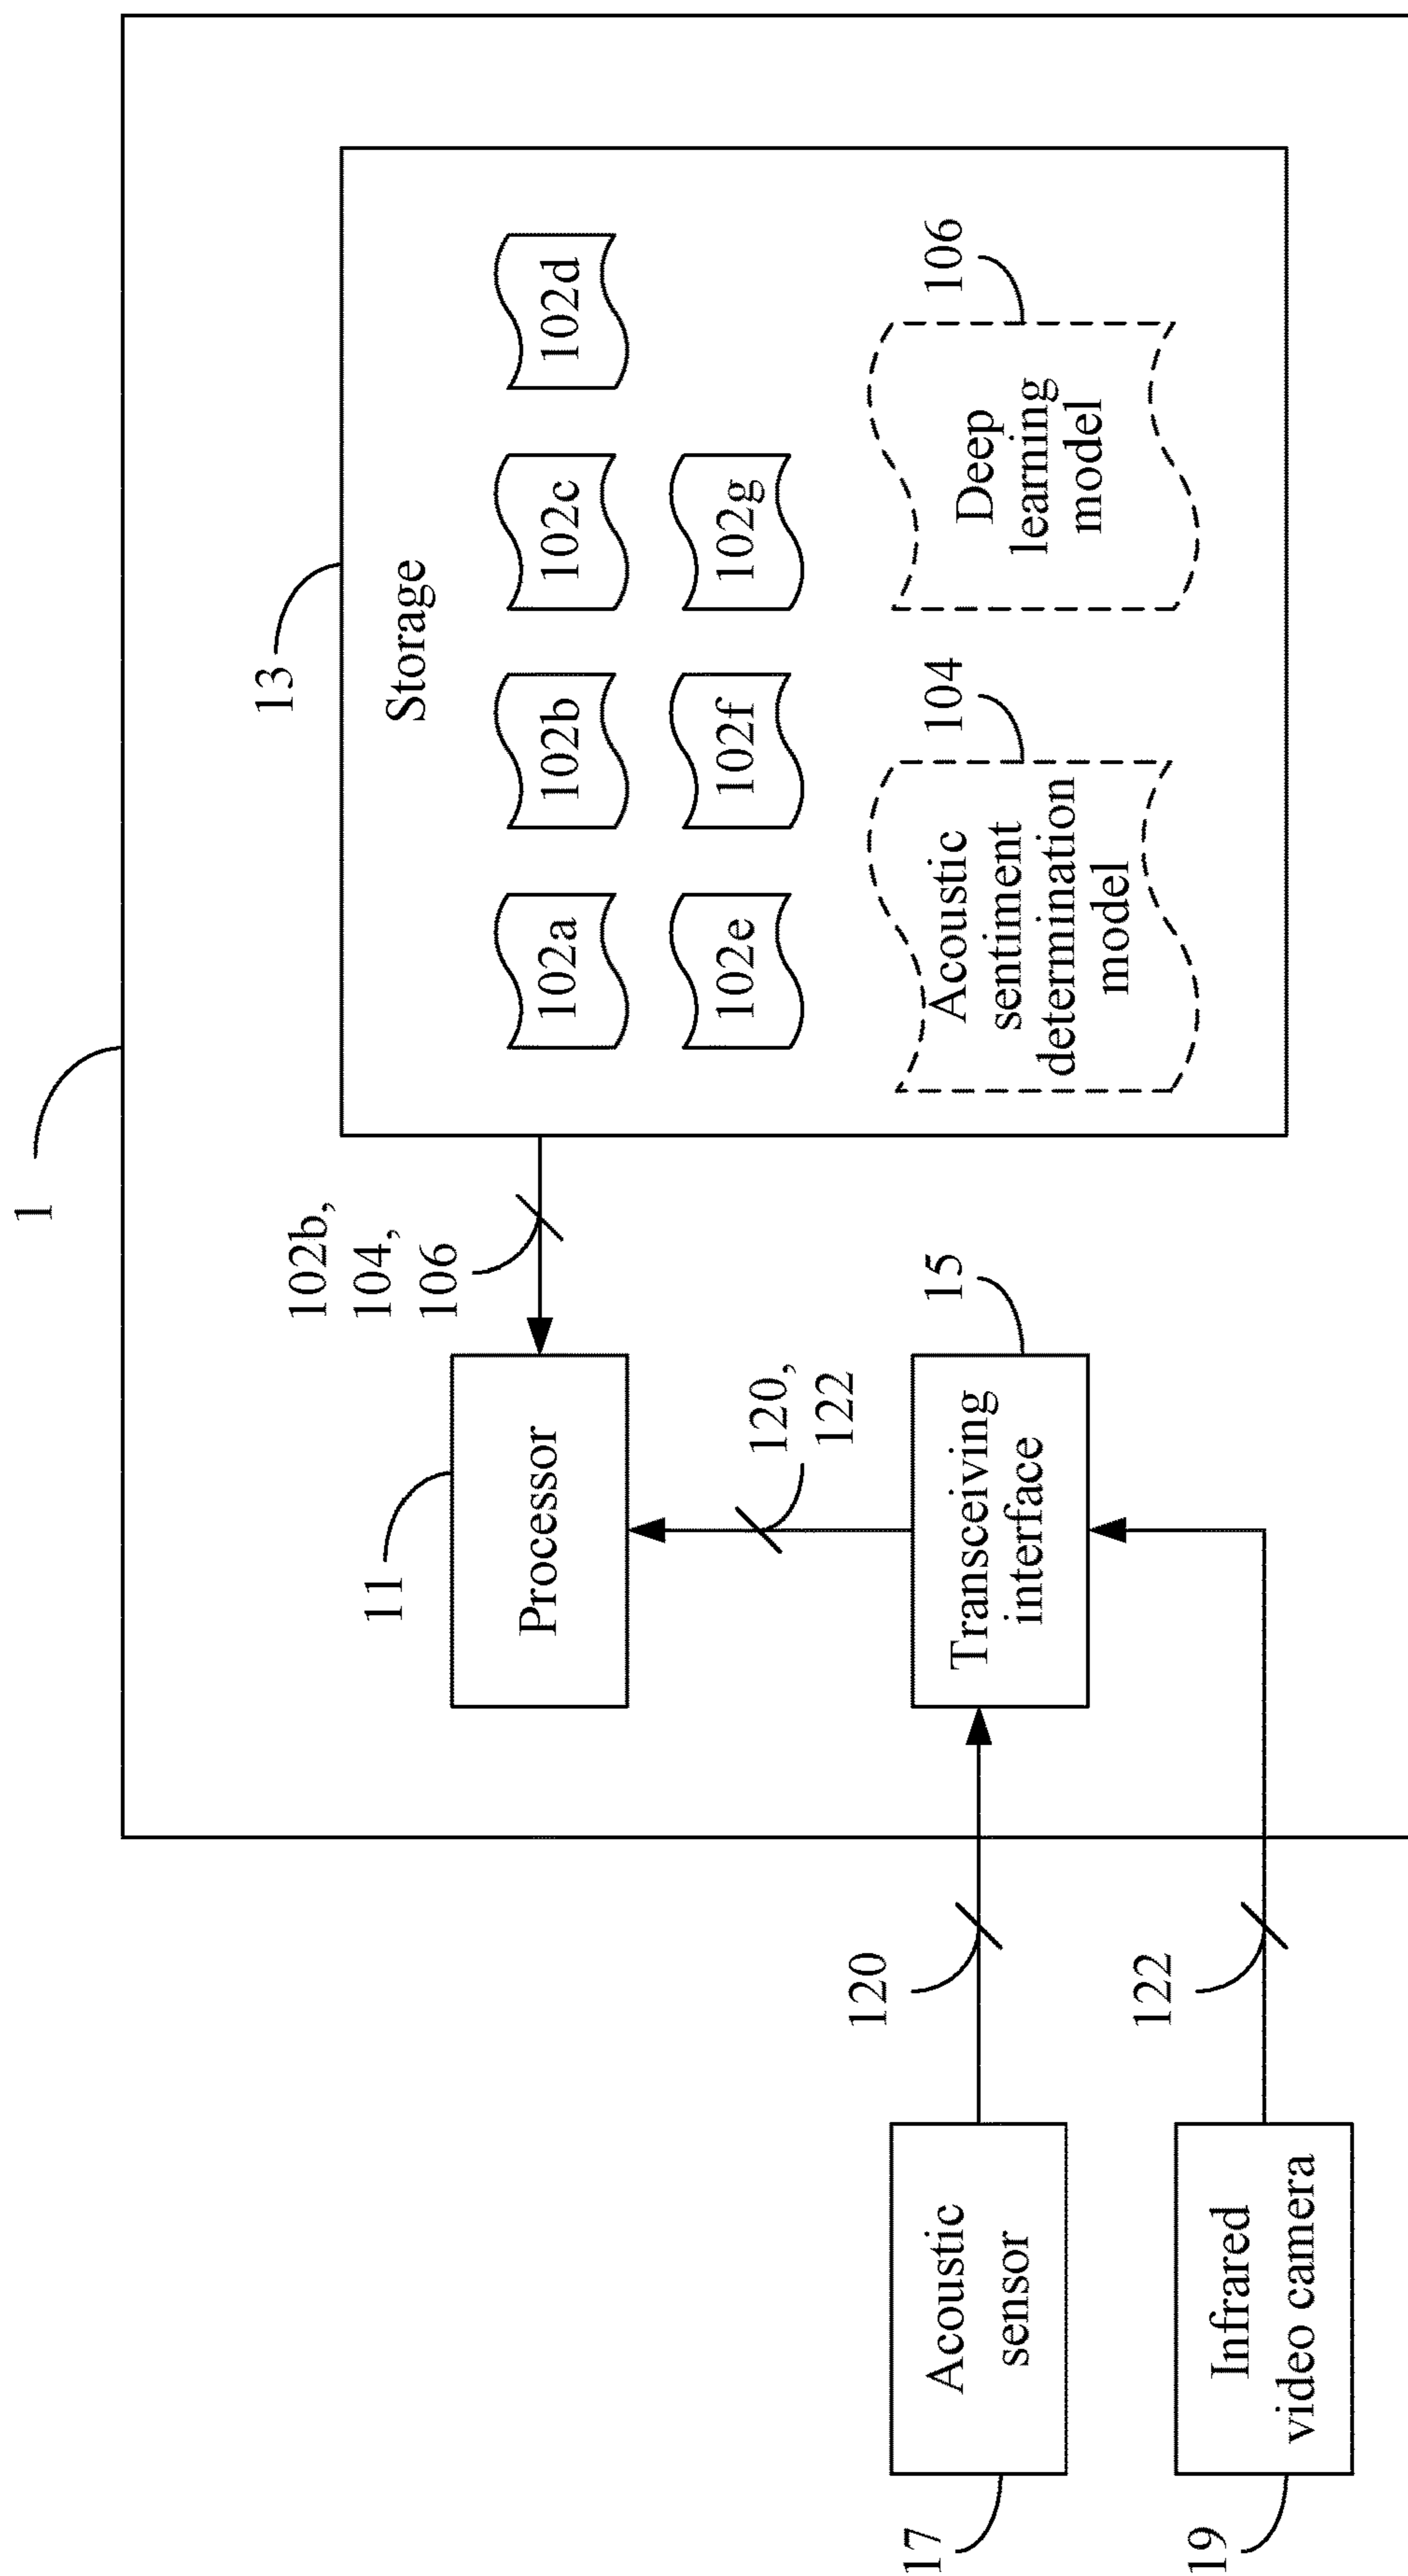 1
13
Storage
102a
102b
102c
102d
102e
102f
102g
104
Acoustic
sentiment
determination
model
106
Deep
learning
model
102b,
104,
106
11
Processor
120,
122
15
Transceiving
interface
120
17
Acoustic
sensor
122
19
Infrared
video camera